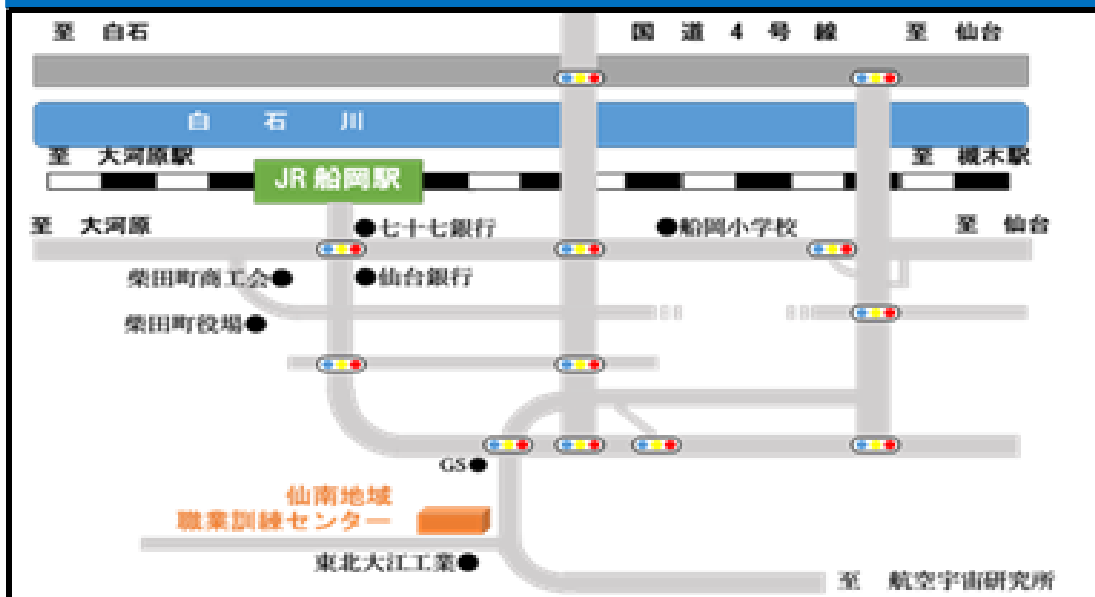 至 白石
国道4号線
至 仙台
白石川
至 大河原駅
至 槻木駅
JR 船岡駅
至 大河原
●七十七銀行
●船岡小学校
至 仙台
柴田町商工会●
●仙台銀行
柴田町役場●
GS●
仙南地域
職業訓練センター
東北大江工業●
至 航空宇宙研究所